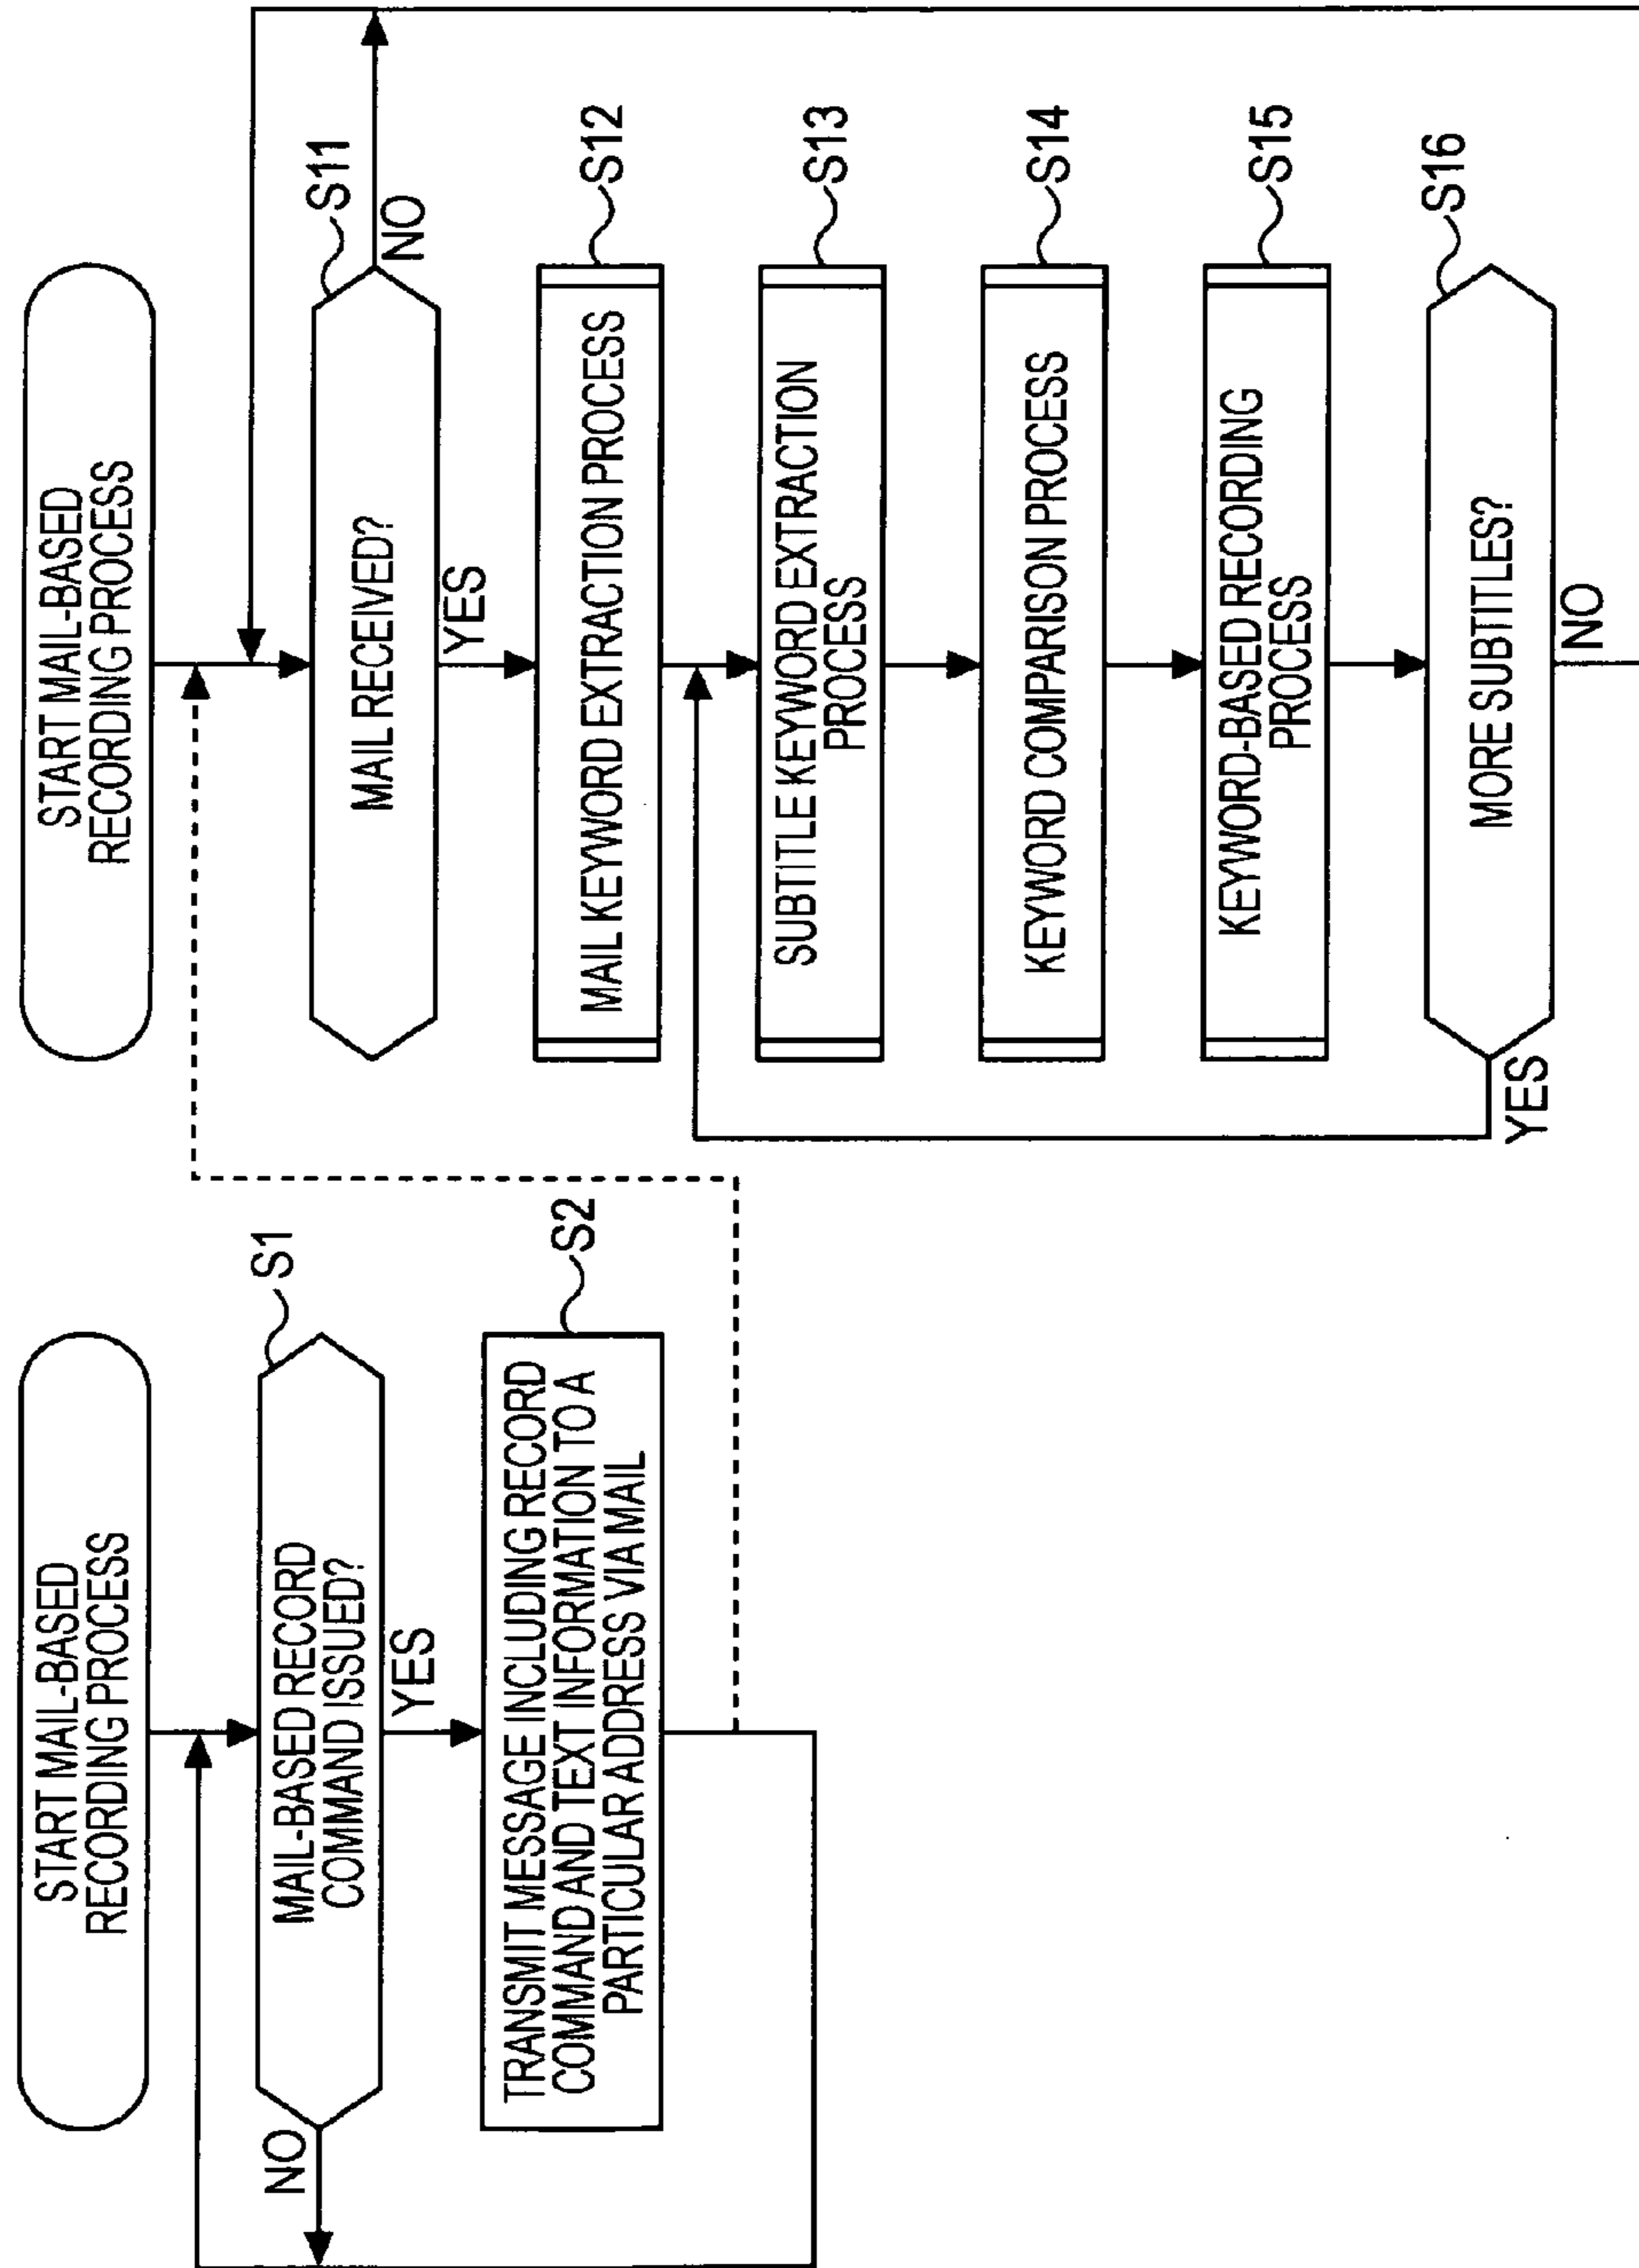 START MAIL-BASED
RECORDING PROCESS
S1
MAIL-BASED RECORD
COMMAND ISSUED?
NO
YES
S2
TRANSMIT MESSAGE INCLUDING RECORD
COMMAND AND TEXT INFORMATION TO A
PARTICULAR ADDRESS VIA MAIL
START MAIL-BASED
RECORDING PROCESS
S11
MAIL RECEIVED?
NO
YES
S12
MAIL KEYWORD EXTRACTION PROCESS
S13
SUBTITLE KEYWORD EXTRACTION
PROCESS
S14
KEYWORD COMPARISON PROCESS
S15
KEYWORD-BASED RECORDING
PROCESS
S16
MORE SUBTITLES?
YES
NO